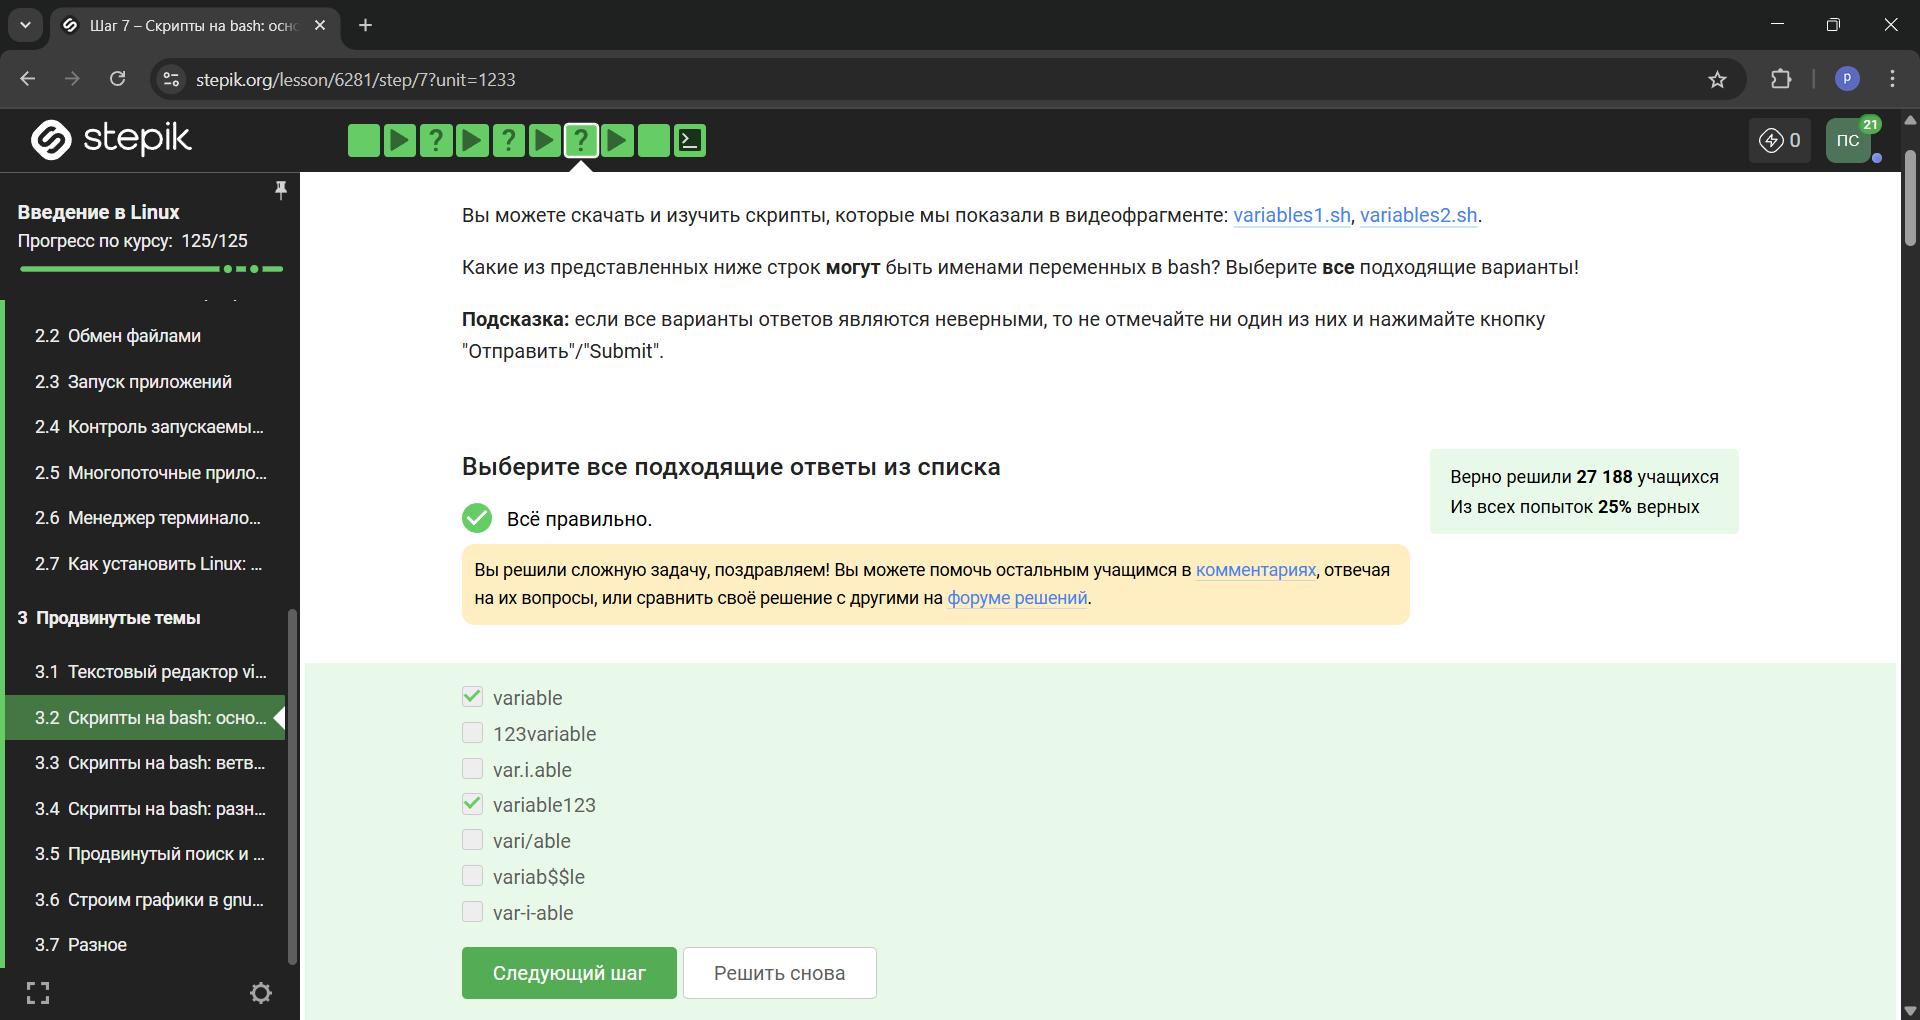 Шаг 7 – Скрипты на bash: осно
stepik.org/lesson/6281/step/7?unit=1233
P
stepik
? ? ?
0
ПС
21
Введение в Linux
Прогресс по курсу: 125/125
2.2 Обмен файлами
2.3 Запуск приложений
2.4 Контроль запускаемы...
2.5 Многопоточные прило...
2.6 Менеджер терминало...
2.7 Как установить Linux: ...
3 Продвинутые темы
3.1 Текстовый редактор vi...
3.2 Скрипты на bash: осно...
3.3 Скрипты на bash: ветв...
3.4 Скрипты на bash: разн...
3.5 Продвинутый поиск и ...
3.6 Строим графики в gnu...
3.7 Разное
Вы можете скачать и изучить скрипты, которые мы показали в видеофрагменте: variables1.sh, variables2.sh.
Какие из представленных ниже строк могут быть именами переменных в bash? Выберите все подходящие варианты!
Подсказка: если все варианты ответов являются неверными, то не отмечайте ни один из них и нажимайте кнопку
"Отправить"/"Submit".
Выберите все подходящие ответы из списка
Верно решили 27 188 учащихся
Из всех попыток 25% верных
Всё правильно.
Вы решили сложную задачу, поздравляем! Вы можете помочь остальным учащимся в комментариях, отвечая
на их вопросы, или сравнить своё решение с другими на форуме решений.
variable
123variable
var.i.able
variable123
vari/able
variab$$le
var-i-able
Следующий шаг
Решить снова